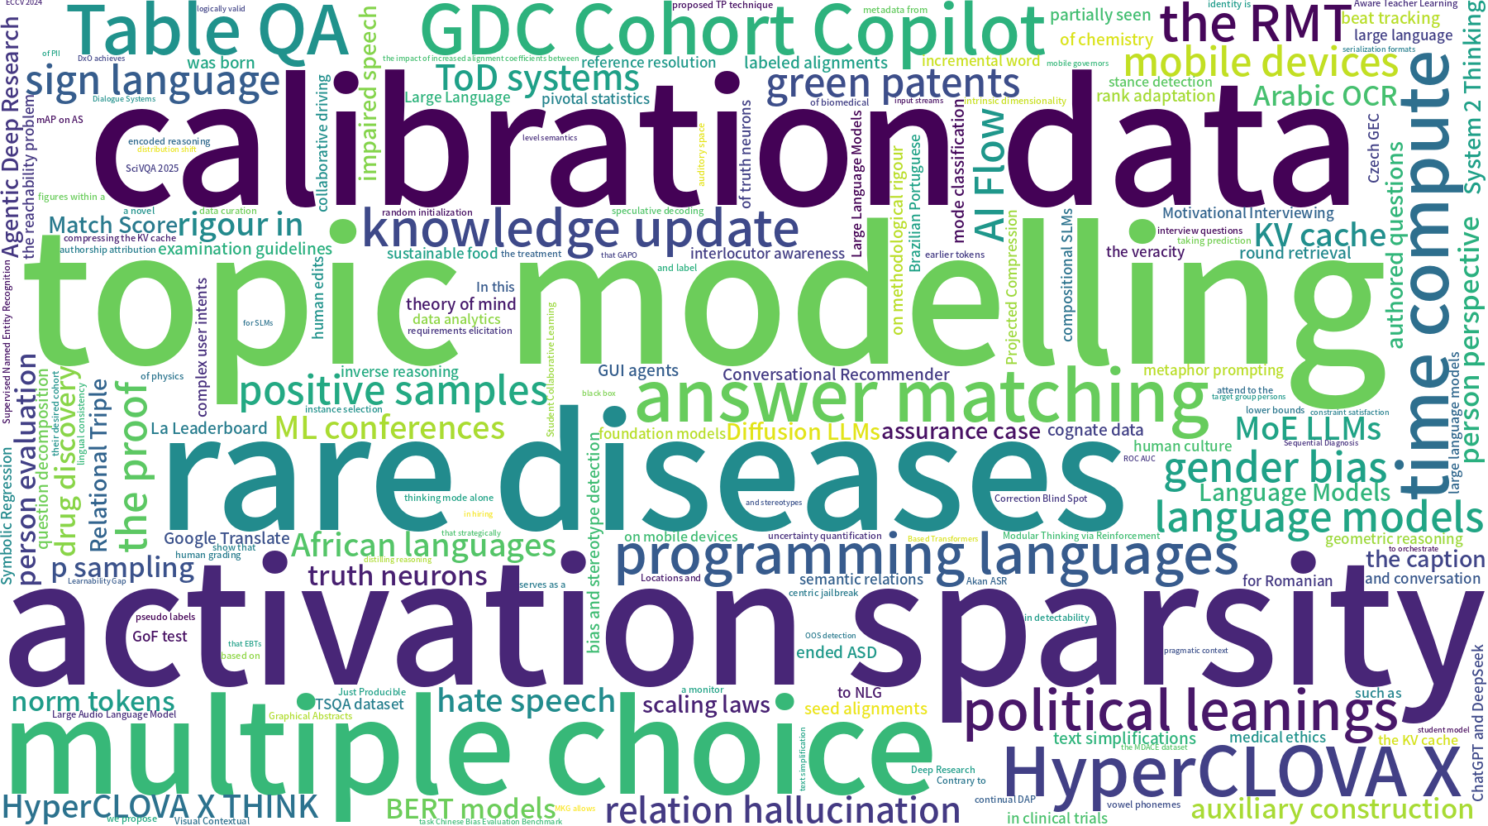 ECCV 2024
logically valid
proposed TP technique
metadata from
identity is
Aware Teacher Learning
Table QA
GDC Cohort Copilot
partially seen
the RMT
beat tracking
large language
of PII
DxO achieves
was born
the impact of increased alignment coefficients between
reference resolution
labeled alignments
incremental word
of chemistry
mobile governors
mobile devices
serialization formats
sign language
ToD systems
green patents
stance detection
rank adaptation
Arabic OCR
Dialogue Systems
Large Language
pivotal statistics
of biomedical
input streams
intrinsic dimensionality
Agentic Deep Research
the reachability problem
impaired speech
collaborative driving
System 2 Thinking
time compute
mAP on AS
calibration data
encoded reasoning
distribution shift
SciVQA 2025
level semantics
auditory space
of truth neurons
Large Language Models
on methodological rigour
Brazilian Portuguese
mode classification
AI Flow
Czech GEC
authored questions
person perspective
figures within a
a novel
data curation
random initialization
speculative decoding
Match Score
rigour in
knowledge update
Motivational Interviewing
interview questions
taking prediction
KV cache
compressing the KV cache
authorship attribution
examination guidelines
sustainable food
the treatment
that GAPO
interlocutor awareness
earlier tokens
the veracity
round retrieval
and label
topic modelling
In this
theory of mind
data analytics
requirements elicitation
for SLMs
human edits
complex user intents
Student Collaborative Learning
Projected Compression
compositional SLMs
Supervised Named Entity Recognition
person evaluation
question decomposition
their desired cohort
drug discovery
lingual consistency
Relational Triple
the proof
of physics
inverse reasoning
GUI agents
Conversational Recommender
metaphor prompting
positive samples
black box
answer matching
attend to the
target group persons
instance selection
lower bounds
constraint satisfaction
large language models
La Leaderboard
ML conferences
foundation models
Diffusion LLMs
assurance case
cognate data
MoE LLMs
human culture
Sequential Diagnosis
ROC AUC
gender bias
rare diseases
thinking mode alone
and stereotypes
Correction Blind Spot
Language Models
in hiring
language models
Symbolic Regression
bias and stereotype detection
Google Translate
show that
human grading
African languages
that strategically
distilling reasoning
on mobile devices
uncertainty quantification
Based Transformers
Modular Thinking via Reinforcement
geometric reasoning
to orchestrate
programming languages
the caption
p sampling
Learnability Gap
truth neurons
serves as a
Locations and
semantic relations
Akan ASR
for Romanian
and conversation
centric jailbreak
activation sparsity
pseudo labels
GoF test
that EBTs
based on
in detectability
OOS detection
ended ASD
pragmatic context
norm tokens
Just Producible
TSQA dataset
Large Audio Language Model
Graphical Abstracts
hate speech
a monitor
scaling laws
to NLG
seed alignments
political leanings
such as
student model
ChatGPT and DeepSeek
multiple choice
text simplification
text simplifications
medical ethics
the MDACE dataset
the KV cache
Deep Research
Contrary to
HyperCLOVA X
continual DAP
vowel phonemes
HyperCLOVA X THINK
we propose
Visual Contextual
BERT models
task Chinese Bias Evaluation Benchmark
relation hallucination
in clinical trials
auxiliary construction